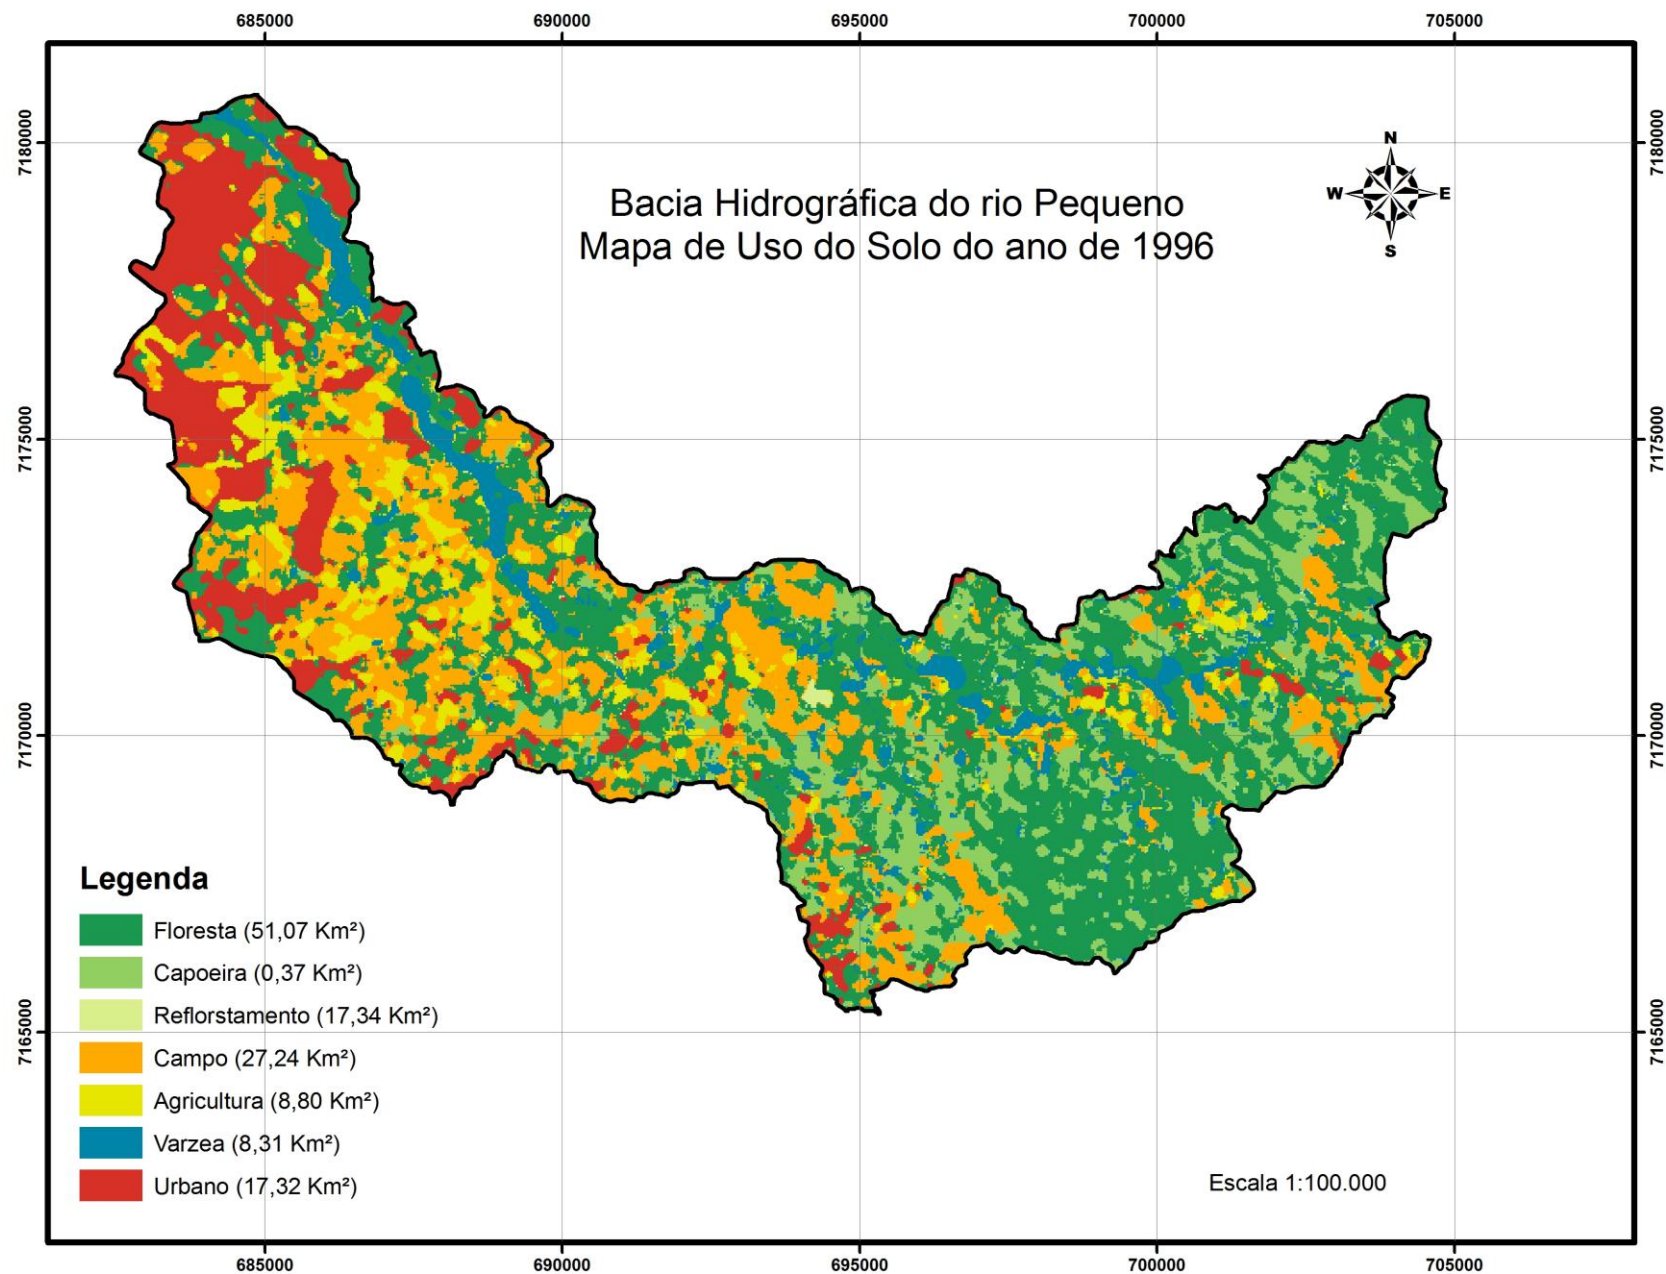 685000 690000 695000 700000 705000
7180000 7180000
N
W E
S
Bacia Hidrográfica do rio Pequeno
Mapa de Uso do Solo do ano de 1996
7175000 7175000
7170000 7170000
7165000 7165000
Legenda
Floresta (51,07 Km²)
Capoeira (0,37 Km²)
Reflorstamento (17,34 Km²)
Campo (27,24 Km²)
Agricultura (8,80 Km²)
Varzea (8,31 Km²)
Urbano (17,32 Km²)
Escala 1:100.000
685000 690000 695000 700000 705000